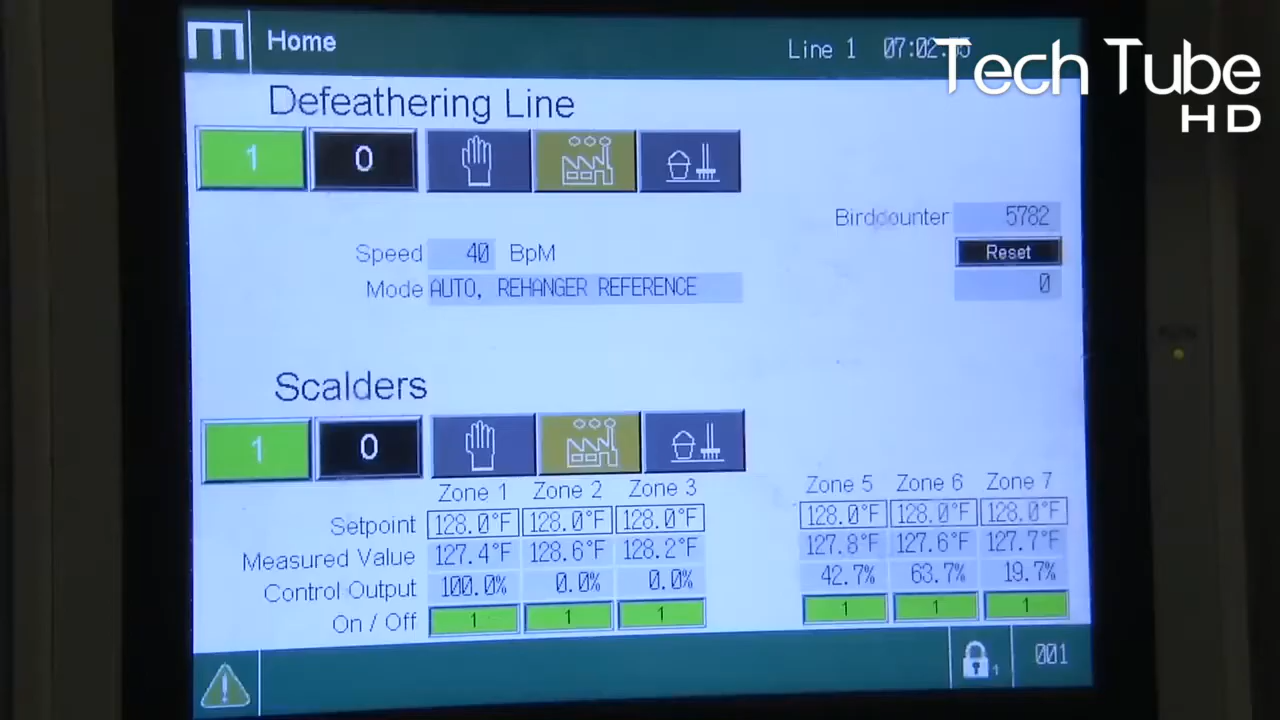 Home
Line 1 07:02
Tech Tube
HD
Defeathering Line
1 0
Birdcounter 5782
Speed 40 BpM
Reset
Mode AUTO, REHANGER REFERENCE
0
Scalders
1 0
Zone 1 Zone 2 Zone 3 Zone 5 Zone 6 Zone 7
Setpoint 128.0°F 128.0°F 128.0°F 128.0°F 128.0°F 128.0°F
Measured Value 127.4°F 128.6°F 128.2°F 127.8°F 127.6°F 127.7°F
Control Output 100.0% 0.0% 0.0% 42.7% 63.7% 19.7%
On / Off 1 1 1 1 1 1
1 001